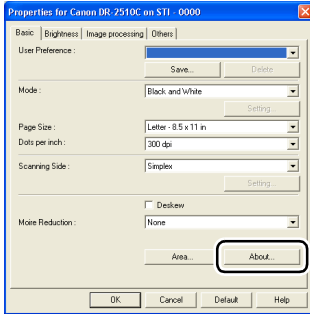 Properties for Canon DR-2510C on STI - 0000
Basic Brightness Image processing Others
User Preference :
Save... Delete
Mode : Black and White
Setting...
Page Size : Letter - 8.5 x 11 in
Dots per inch : 300 dpi
Scanning Side : Simplex
Setting...
Deskew
Moire Reduction : None
Area... About...
OK Cancel Default Help